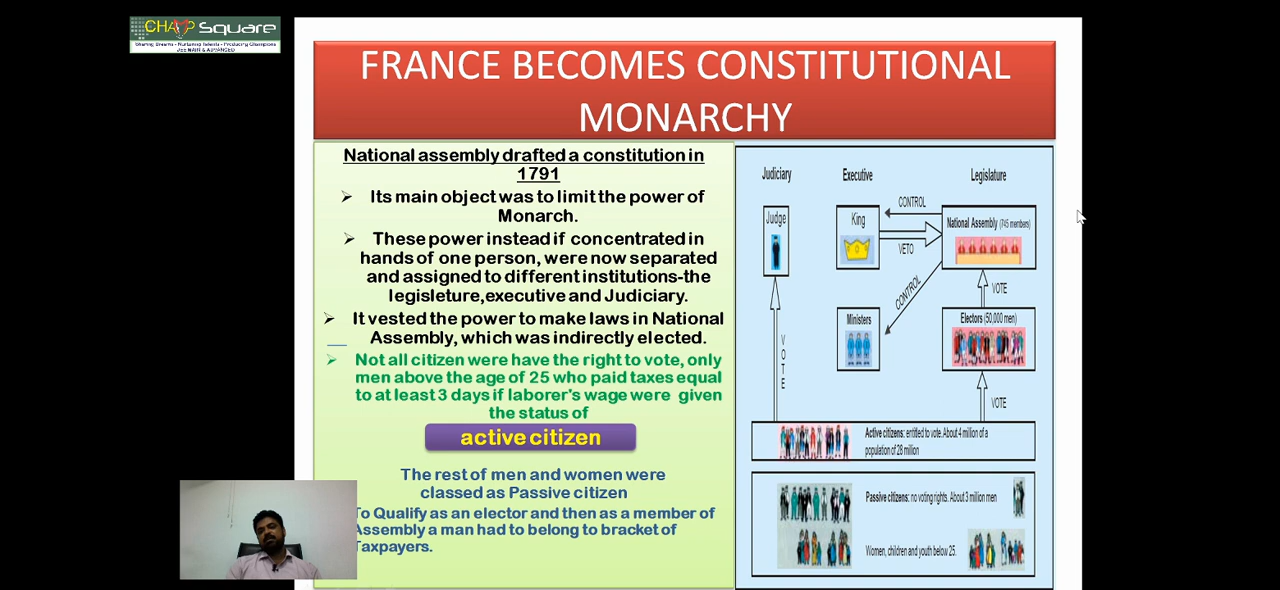 CHAMP Square
Sharing Dreams - Nurturing Talents - Producing Champions
JEE MAIN & ADVANCED
FRANCE BECOMES CONSTITUTIONAL
MONARCHY
National assembly drafted a constitution in
1791
Its main object was to limit the power of
Monarch.
These power instead if concentrated in
hands of one person, were now separated
and assigned to different institutions-the
legisleture,executive and Judiciary.
It vested the power to make laws in National
Assembly, which was indirectly elected.
Not all citizen were have the right to vote, only
men above the age of 25 who paid taxes equal
to at least 3 days if laborer's wage were given
the status of
active citizen
The rest of men and women were
classed as Passive citizen
To Qualify as an elector and then as a member of
Assembly a man had to belong to bracket of
Taxpayers.
Judiciary
Executive
Legislature
Judge
King
CONTROL
VETO
National Assembly (745 members)
CONTROL
VOTE
Ministers
Electors (50,000 men)
VOTE
VOTE
Active citizens: entitled to vote. About 4 million of a
population of 28 million
Passive citizens: no voting rights. About 3 million men
Women, children and youth below 25.